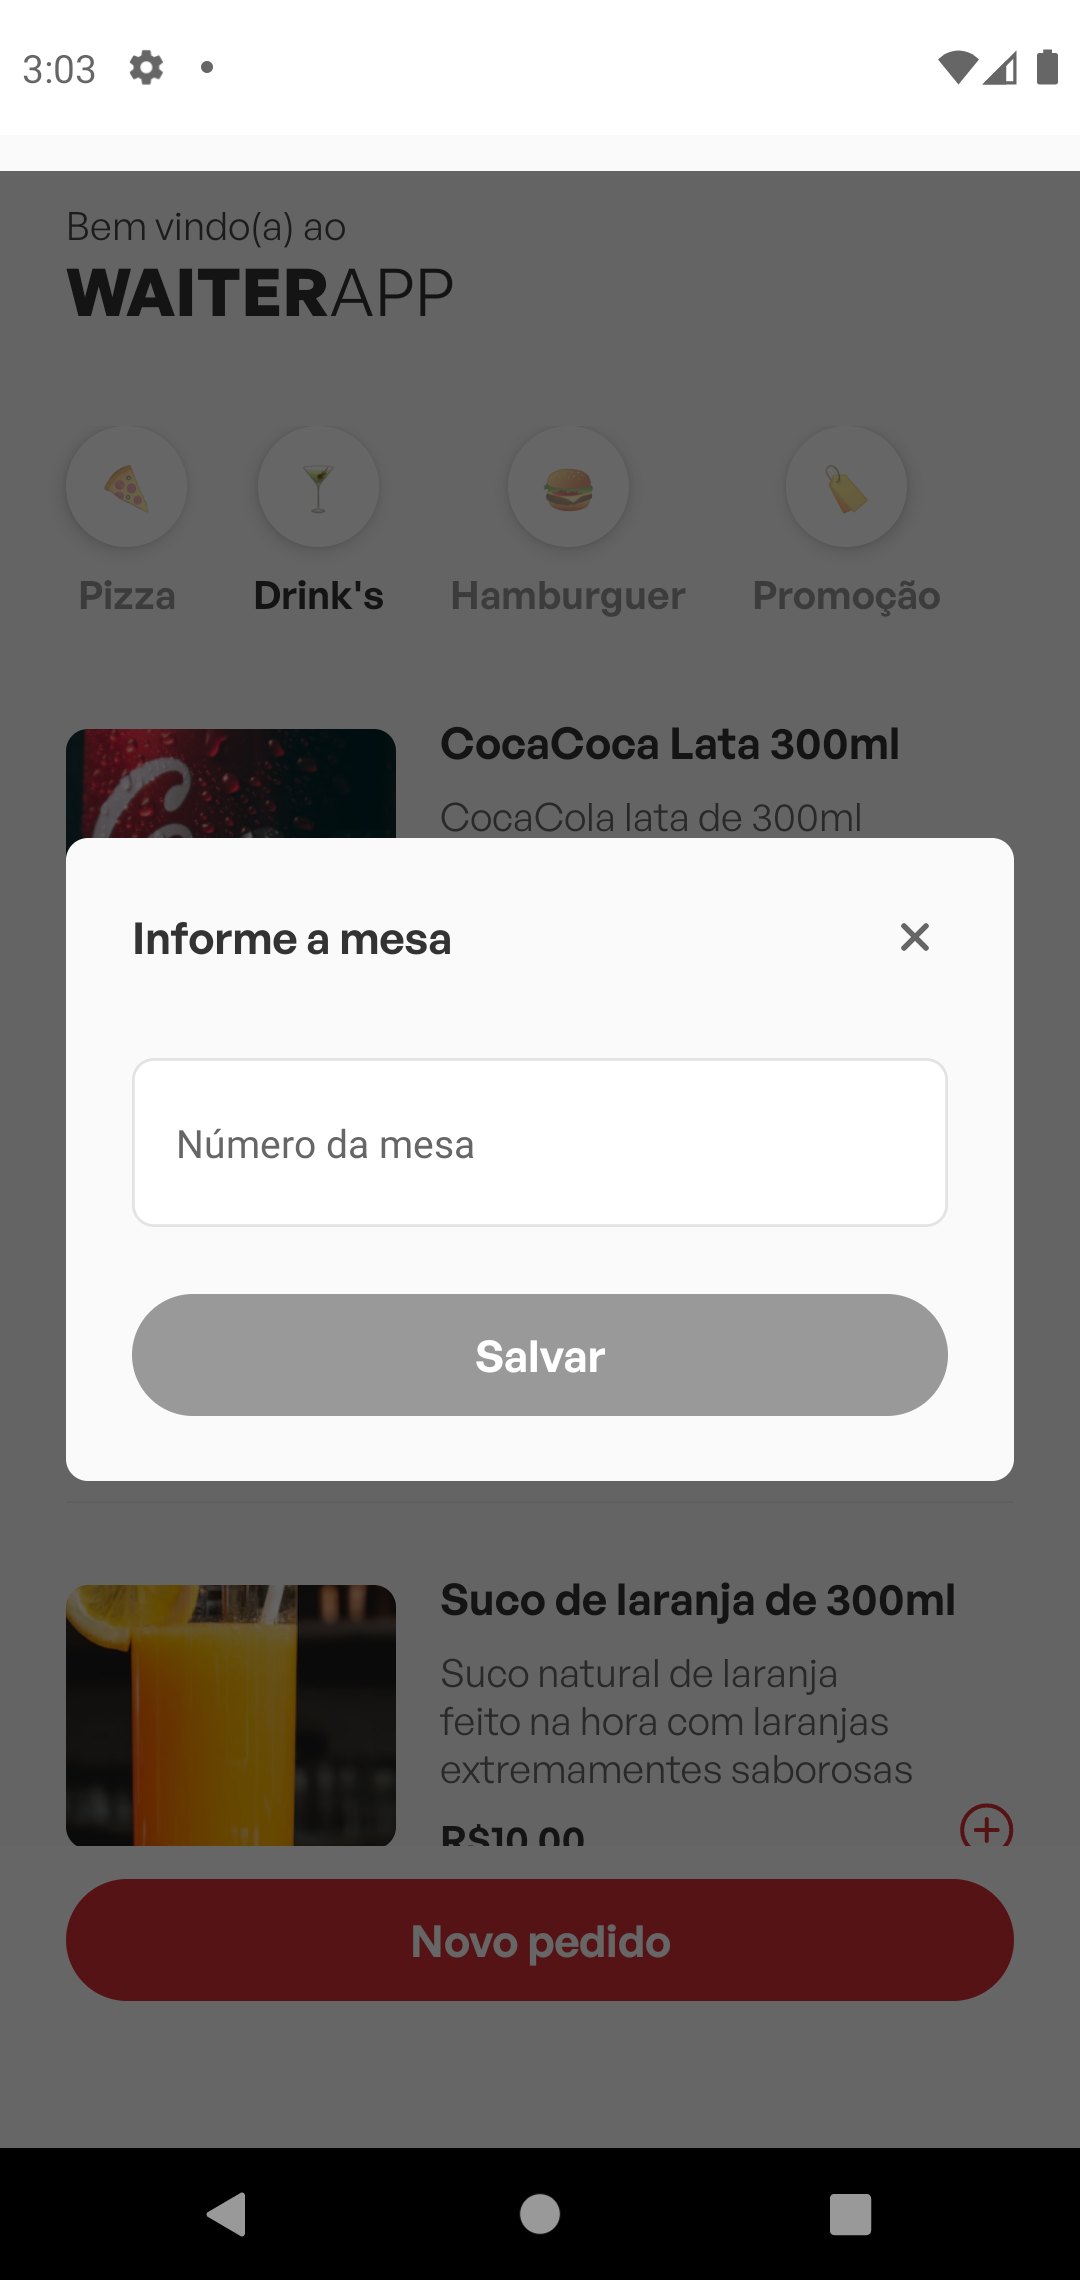 3:03
Bem vindo(a) ao
WAITERAPP
Pizza
Drink's
Hamburguer
Promoção
CocaCoca Lata 300ml
CocaCola lata de 300ml
Informe a mesa
Número da mesa
Salvar
Suco de laranja de 300ml
Suco natural de laranja
feito na hora com laranjas
extremamentes saborosas
R$10,00
Novo pedido